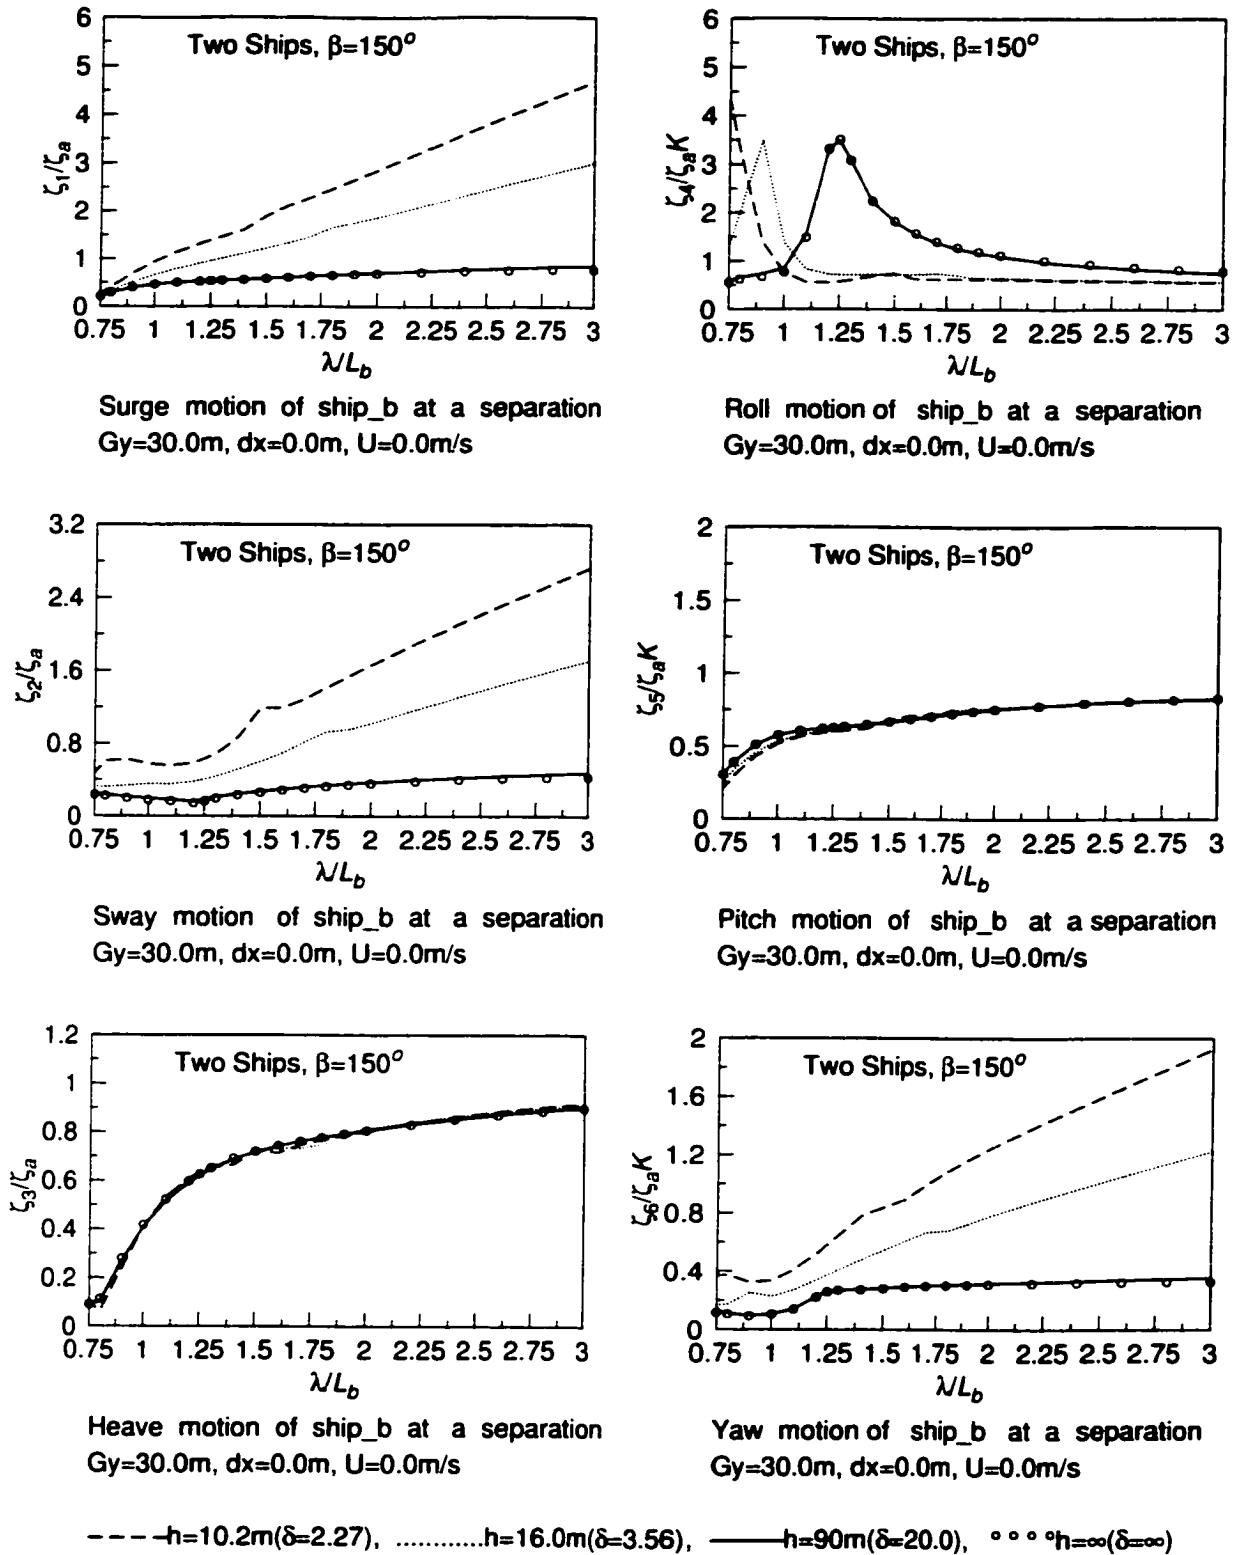 6
5
4
3
2
1
0
ζ1/ζa
Two Ships, β=150°
0.75 1 1.25 1.5 1.75 2 2.25 2.5 2.75 3
λ/Lb
Surge motion of ship_b at a separation
Gy=30.0m, dx=0.0m, U=0.0m/s
6
5
4
3
2
1
0
ζ4/ζaK
Two Ships, β=150°
0.75 1 1.25 1.5 1.75 2 2.25 2.5 2.75 3
λ/Lb
Roll motion of ship_b at a separation
Gy=30.0m, dx=0.0m, U=0.0m/s
3.2
2.4
1.6
0.8
0
ζ2/ζa
Two Ships, β=150°
0.75 1 1.25 1.5 1.75 2 2.25 2.5 2.75 3
λ/Lb
Sway motion of ship_b at a separation
Gy=30.0m, dx=0.0m, U=0.0m/s
2
1.5
1
0.5
0
ζ5/ζaK
Two Ships, β=150°
0.75 1 1.25 1.5 1.75 2 2.25 2.5 2.75 3
λ/Lb
Pitch motion of ship_b at a separation
Gy=30.0m, dx=0.0m, U=0.0m/s
1.2
1
0.8
0.6
0.4
0.2
0
ζ3/ζa
Two Ships, β=150°
0.75 1 1.25 1.5 1.75 2 2.25 2.5 2.75 3
λ/Lb
Heave motion of ship_b at a separation
Gy=30.0m, dx=0.0m, U=0.0m/s
2
1.6
1.2
0.8
0.4
0
ζ6/ζaK
Two Ships, β=150°
0.75 1 1.25 1.5 1.75 2 2.25 2.5 2.75 3
λ/Lb
Yaw motion of ship_b at a separation
Gy=30.0m, dx=0.0m, U=0.0m/s
h=10.2m(δ=2.27), ............h=16.0m(δ=3.56), h=90m(δ=20.0), h=∞(δ=∞)